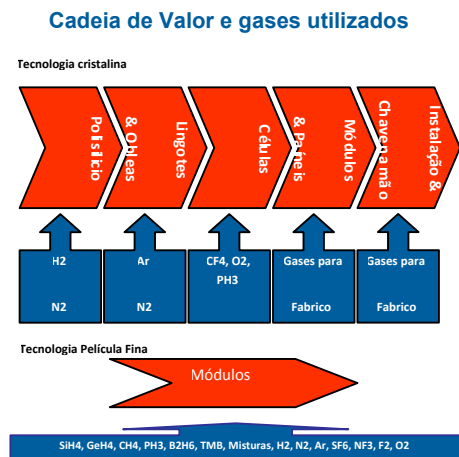 Cadeia de Valor e gases utilizados
Tecnologia cristalina
Polisilicio
Lingotes
& Obleas
Células
Módulos
& Paineis
Instalação &
Chave na mão
H2
N2
Ar
N2
CF4, O2,
PH3
Gases para
Fabrico
Gases para
Fabrico
Tecnologia Película Fina
Módulos
SiH4, GeH4, CH4, PH3, B2H6, TMB, Misturas, H2, N2, Ar, SF6, NF3, F2, O2